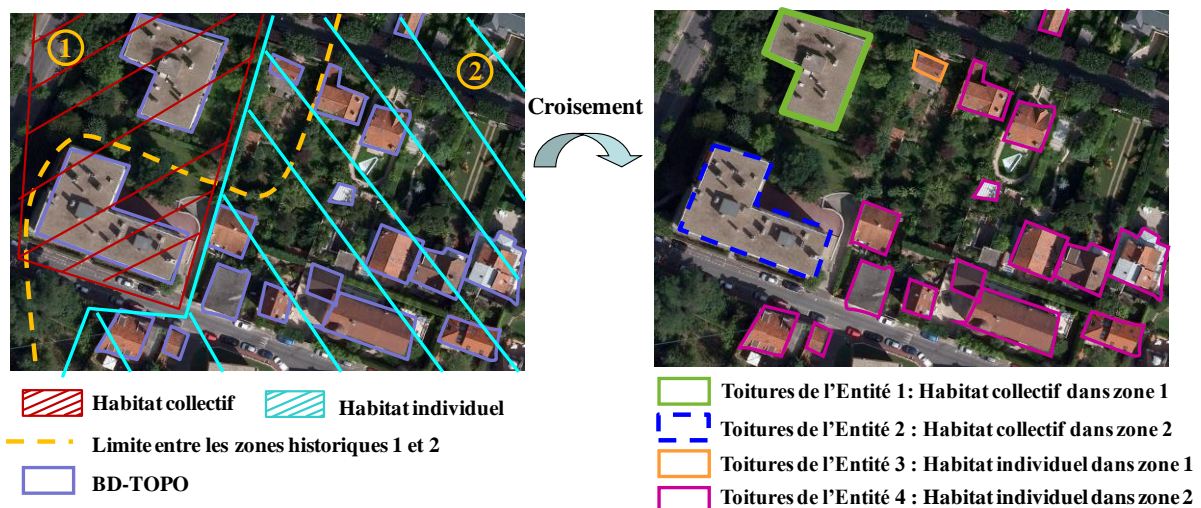 1
2
Croisement
Habitat collectif
Habitat individuel
Limite entre les zones historiques 1 et 2
BD-TOPO
Toitures de l'Entité 1 : Habitat collectif dans zone 1
Toitures de l'Entité 2 : Habitat collectif dans zone 2
Toitures de l'Entité 3 : Habitat individuel dans zone 1
Toitures de l'Entité 4 : Habitat individuel dans zone 2